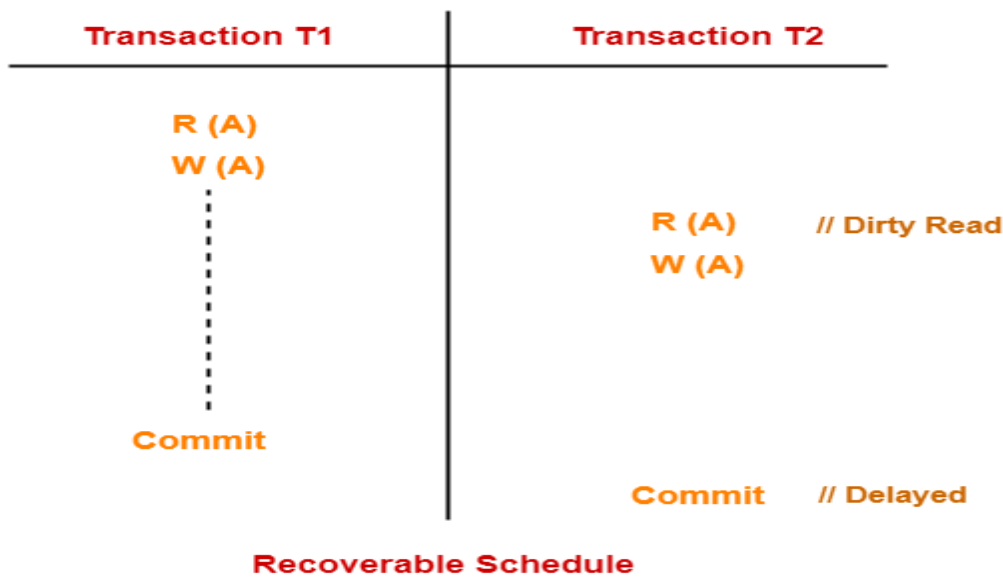 Transaction T1 Transaction T2
R (A)
W (A)
R (A) // Dirty Read
W (A)
Commit
Commit // Delayed
Recoverable Schedule